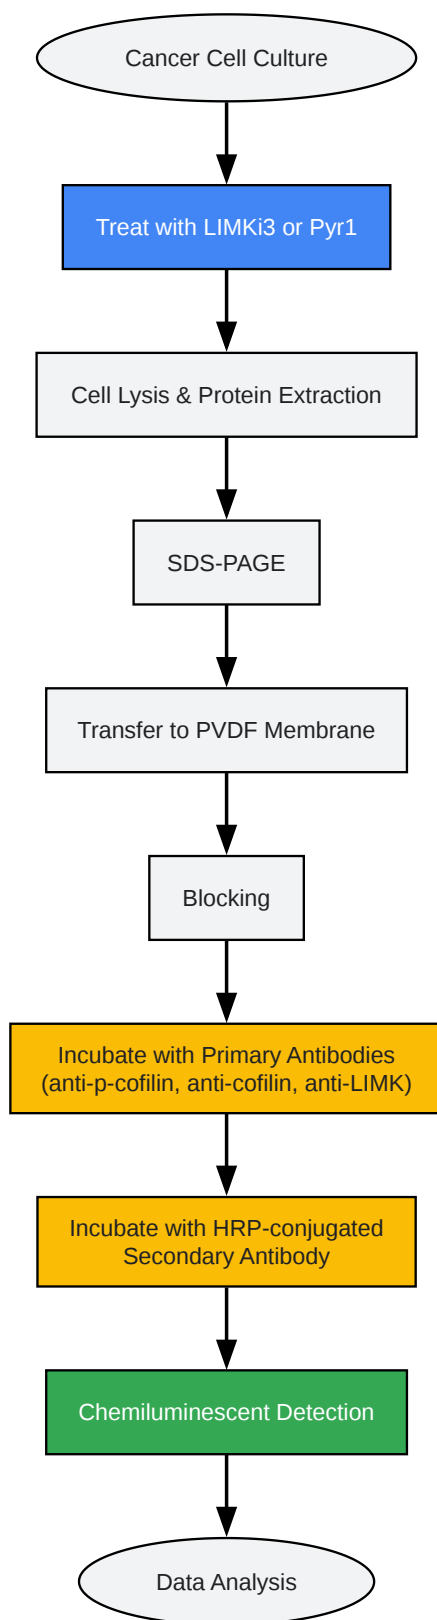 Cancer Cell Culture
Treat with LIMKi3 or Pyr1
Cell Lysis & Protein Extraction
SDS-PAGE
Transfer to PVDF Membrane
Blocking
Incubate with Primary Antibodies
(anti-p-cofilin, anti-cofilin, anti-LIMK)
Incubate with HRP-conjugated
Secondary Antibody
Chemiluminescent Detection
Data Analysis